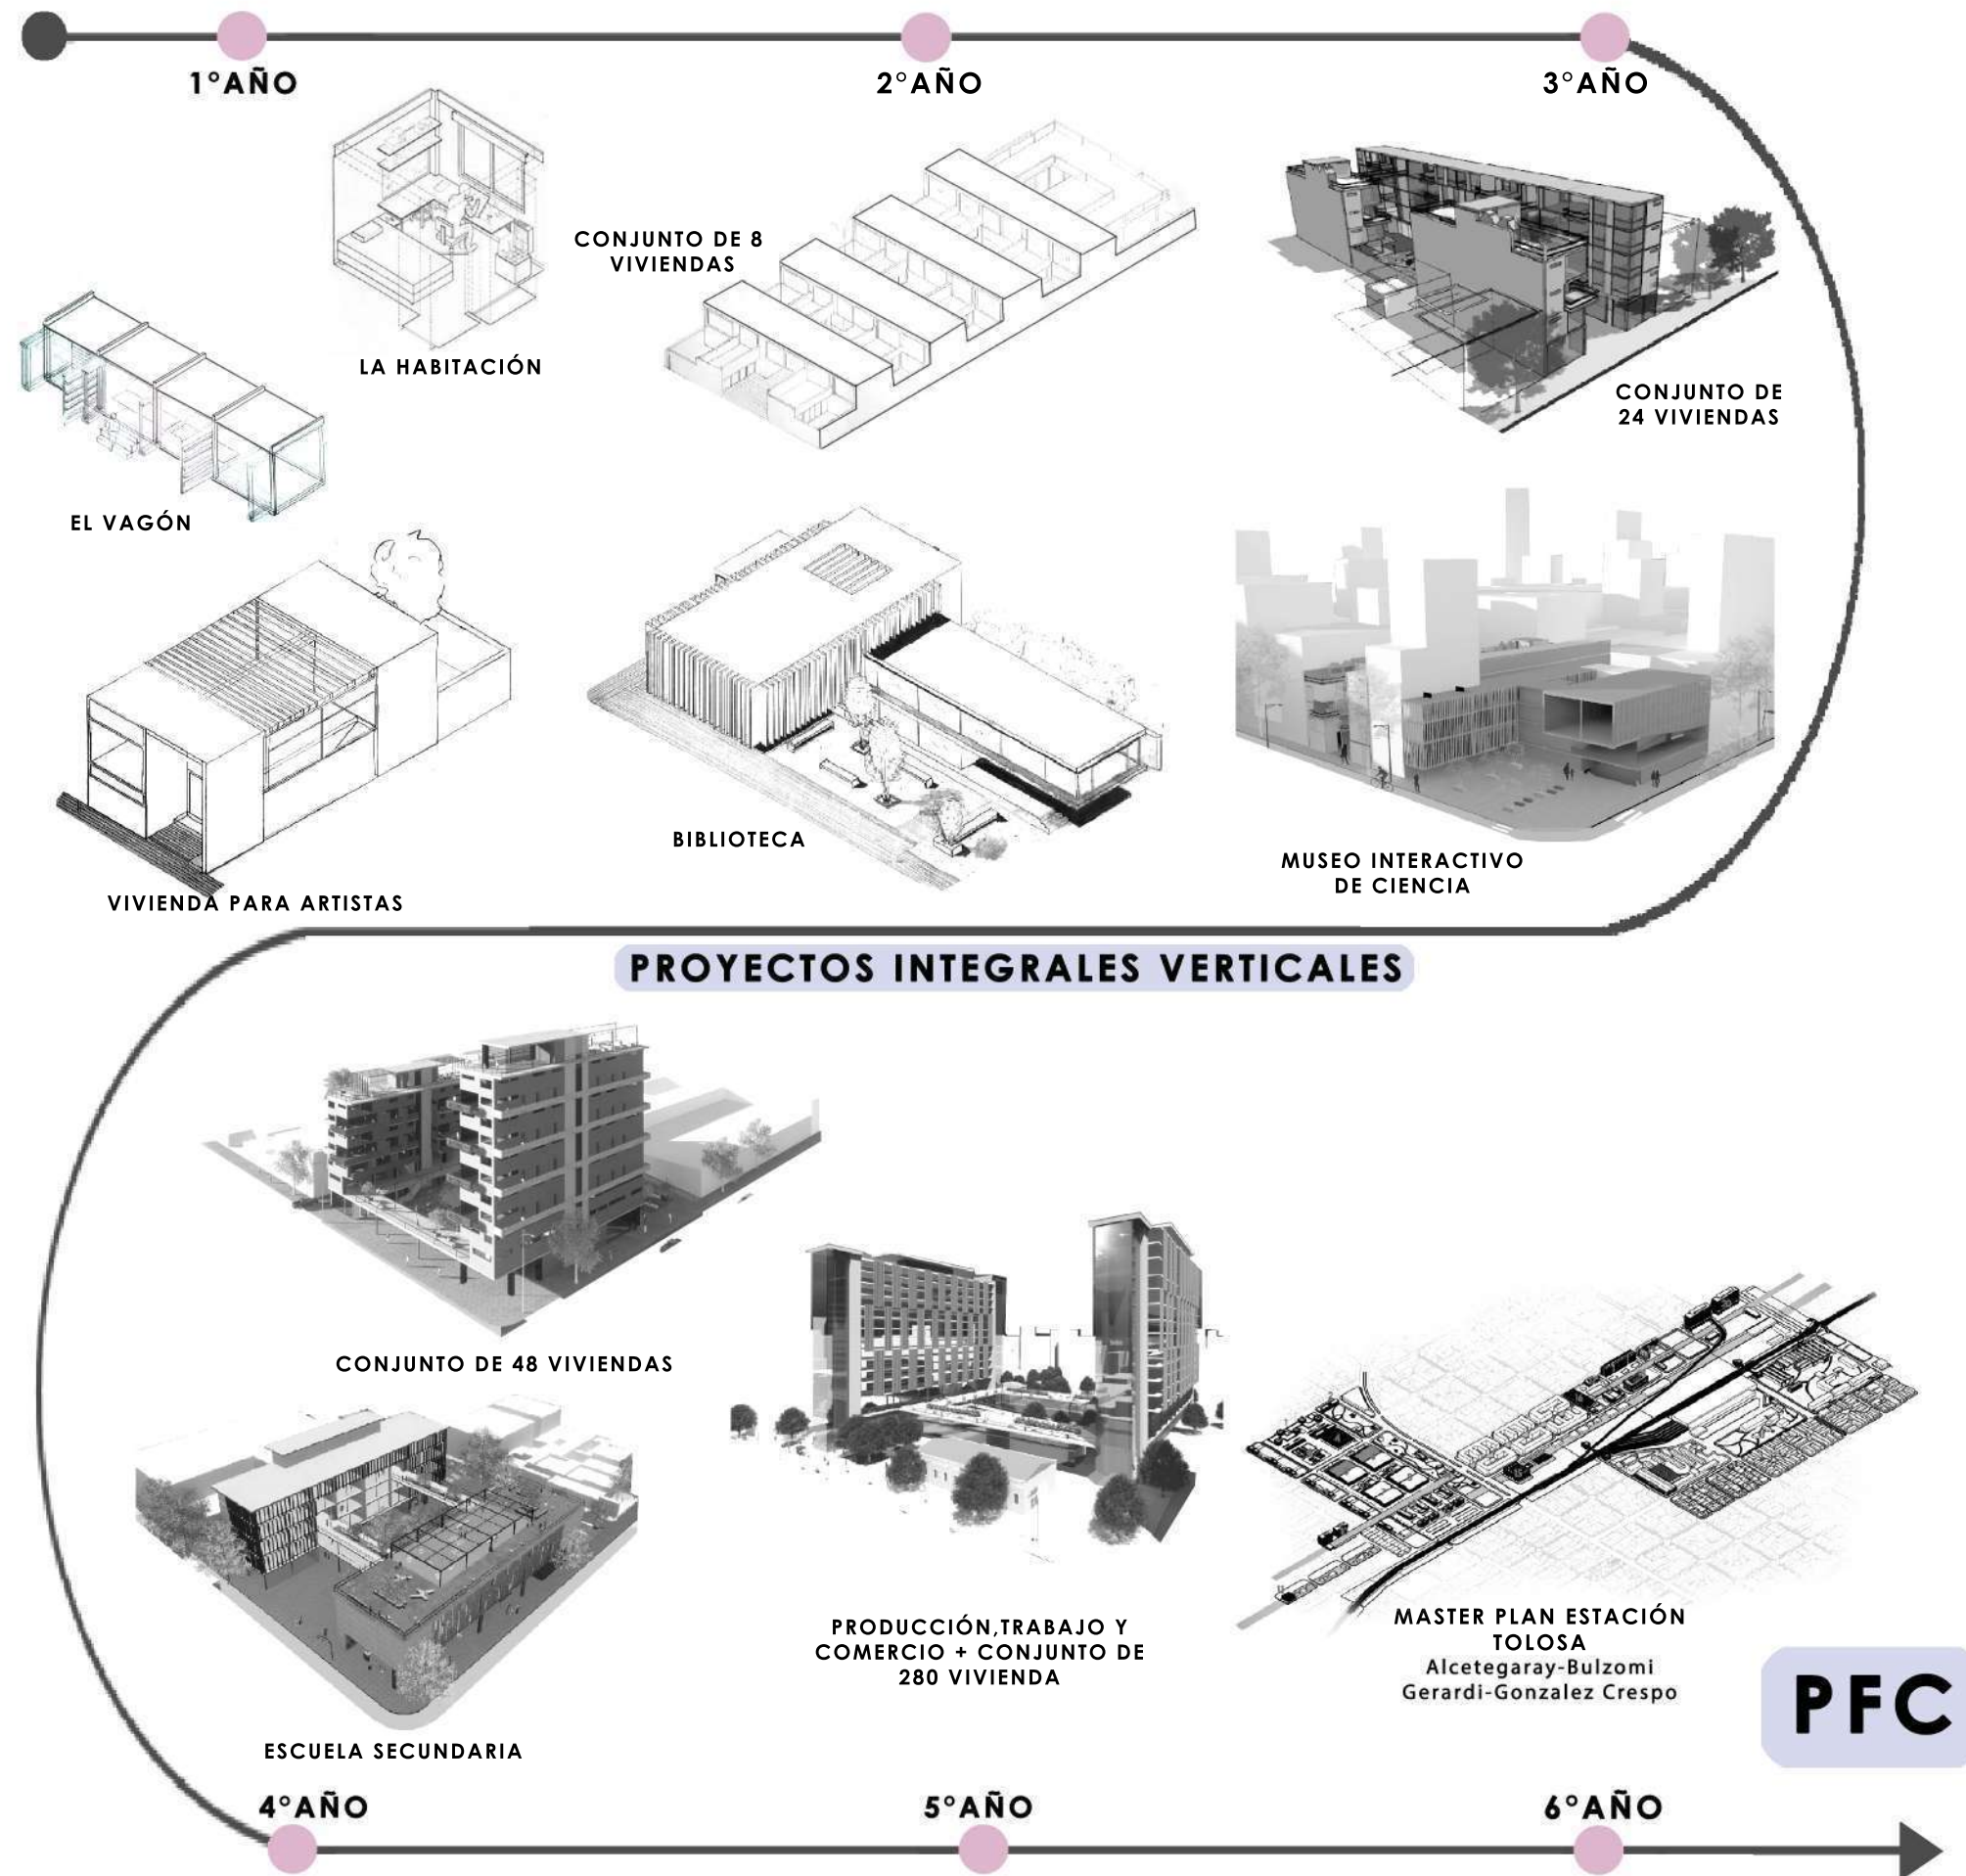 1°AÑO
2°AÑO
3°AÑO
LA HABITACIÓN
EL VAGÓN
VIVIENDA PARA ARTISTAS
CONJUNTO DE 8
VIVIENDAS
BIBLIOTECA
CONJUNTO DE
24 VIVIENDAS
MUSEO INTERACTIVO
DE CIENCIA
PROYECTOS INTEGRALES VERTICALES
CONJUNTO DE 48 VIVIENDAS
ESCUELA SECUNDARIA
PRODUCCIÓN,TRABAJO Y
COMERCIO + CONJUNTO DE
280 VIVIENDA
MASTER PLAN ESTACIÓN
TOLOSA
Alcetegaray-Bulzomi
Gerardi-Gonzalez Crespo
PFC
4°AÑO
5°AÑO
6°AÑO